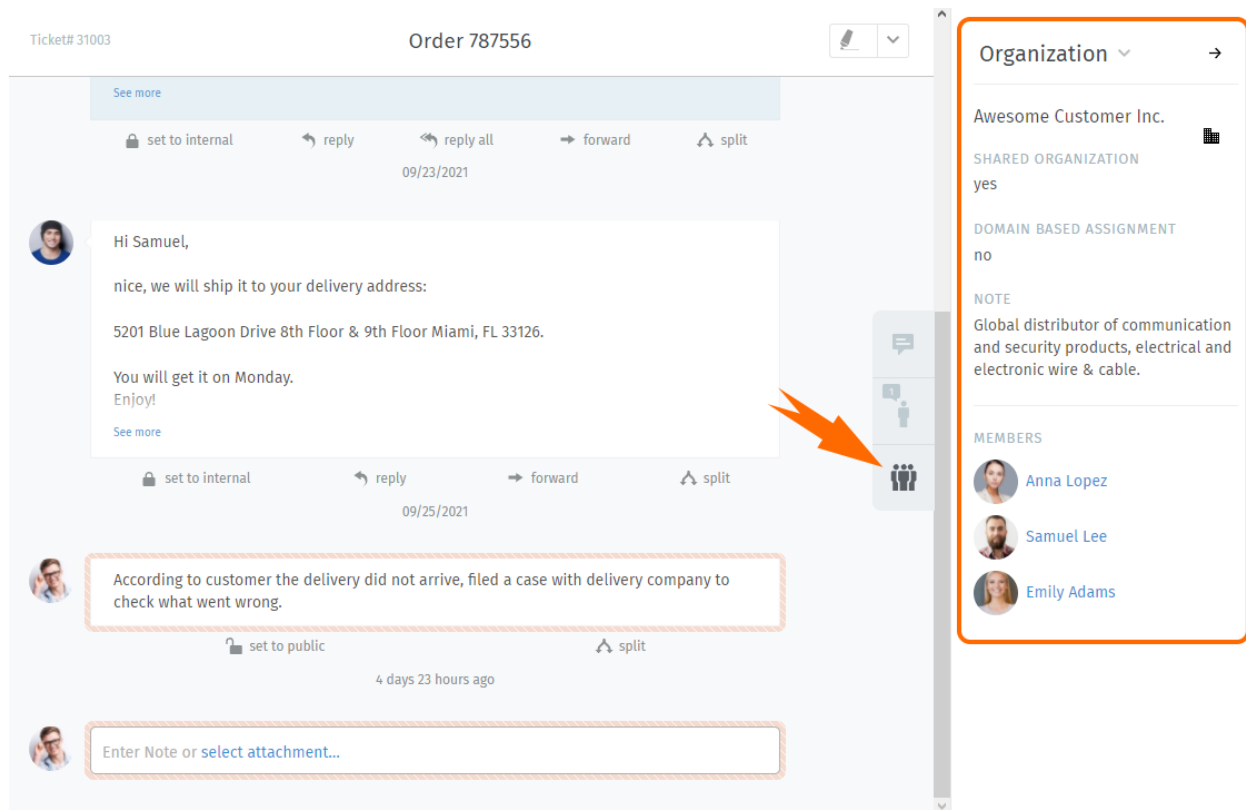 Ticket# 31003
Order 787556
See more
set to internal
reply
reply all
forward
split
09/23/2021
Hi Samuel,
nice, we will ship it to your delivery address:
5201 Blue Lagoon Drive 8th Floor & 9th Floor Miami, FL 33126.
You will get it on Monday.
Enjoy!
See more
set to internal
reply
forward
split
09/25/2021
According to customer the delivery did not arrive, filed a case with delivery company to
check what went wrong.
set to public
split
4 days 23 hours ago
Enter Note or select attachment...
1
Organization
Awesome Customer Inc.
SHARED ORGANIZATION
yes
DOMAIN BASED ASSIGNMENT
no
NOTE
Global distributor of communication
and security products, electrical and
electronic wire & cable.
MEMBERS
Anna Lopez
Samuel Lee
Emily Adams